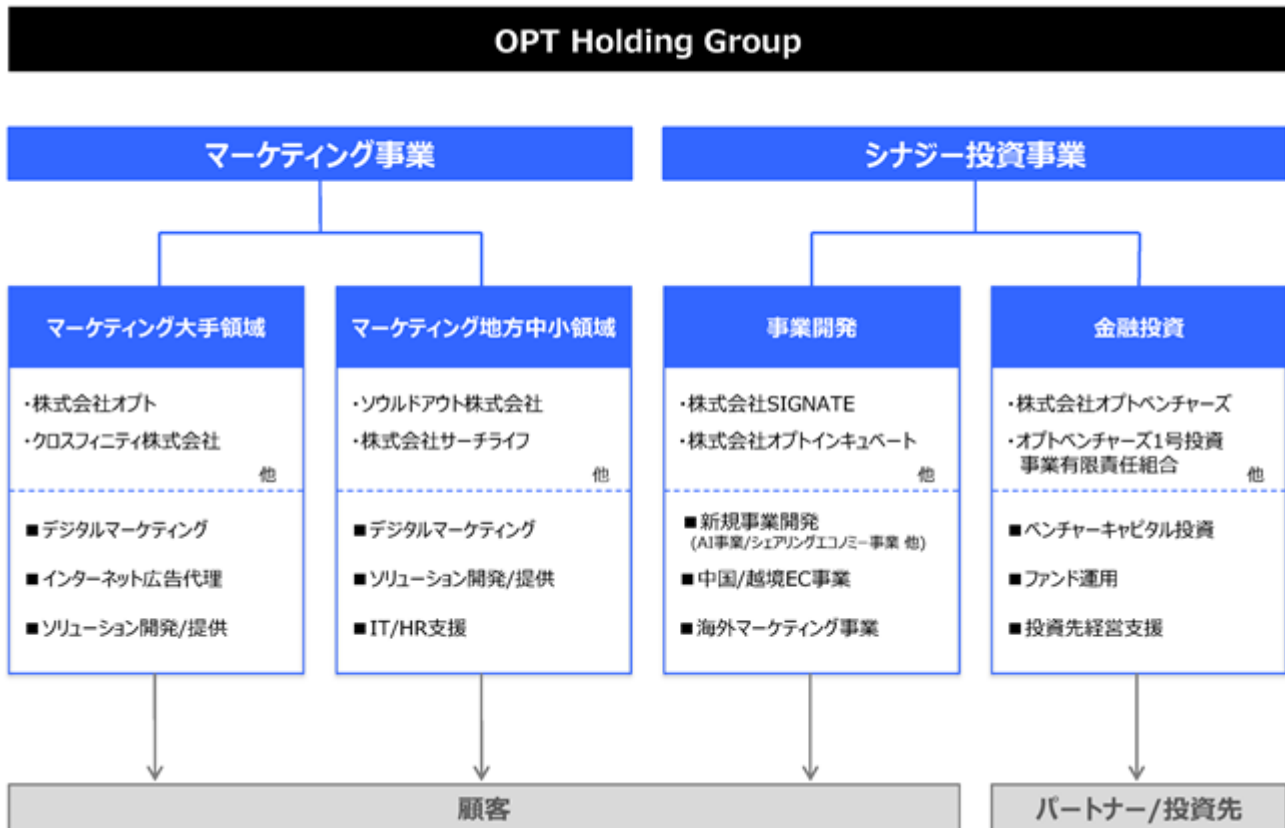 OPT Holding Group
マーケティング事業
シナジー投資事業
マーケティング大手領域
・株式会社オプト
・クロスフィニティ株式会社
他
■デジタルマーケティング
■インターネット広告代理
■ソリューション開発/提供
マーケティング地方中小領域
・ソウルドアウト株式会社
・株式会社サーチライフ
他
■デジタルマーケティング
■ソリューション開発/提供
■IT/HR支援
事業開発
・株式会社SIGNATE
・株式会社オプトインキュベート
他
■新規事業開発
(AI事業/シェアリングエコノミー事業 他)
■中国/越境EC事業
■海外マーケティング事業
金融投資
・株式会社オプトベンチャーズ
・オプトベンチャーズ1号投資
事業有限責任組合
他
■ベンチャーキャピタル投資
■ファンド運用
■投資先経営支援
顧客
パートナー/投資先